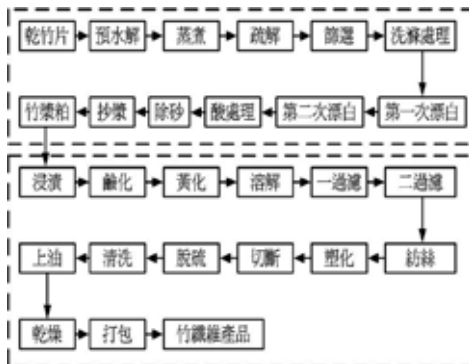 乾竹片 預水解 蒸煮 疏解 篩選 洗滌處理
竹漿粕 抄漿 除砂 酸處理 第二次漂白 第一次漂白
浸漬 鹼化 黃化 溶解 一過濾 二過濾
上油 清洗 脫硫 切斷 塑化 紡絲
乾燥 打包 竹纖維產品